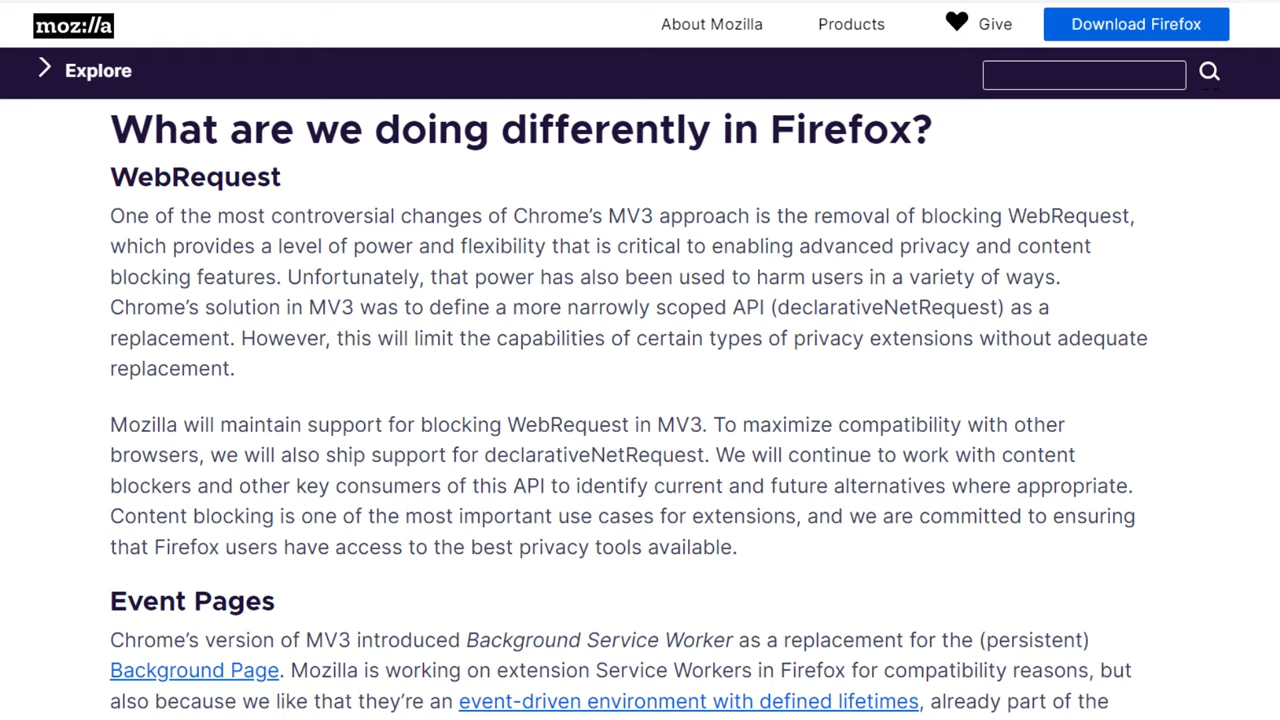 moz://a
About Mozilla
Products
Give
Download Firefox
Explore
What are we doing differently in Firefox?
WebRequest
One of the most controversial changes of Chrome’s MV3 approach is the removal of blocking WebRequest,
which provides a level of power and flexibility that is critical to enabling advanced privacy and content
blocking features. Unfortunately, that power has also been used to harm users in a variety of ways.
Chrome’s solution in MV3 was to define a more narrowly scoped API (declarativeNetRequest) as a
replacement. However, this will limit the capabilities of certain types of privacy extensions without adequate
replacement.
Mozilla will maintain support for blocking WebRequest in MV3. To maximize compatibility with other
browsers, we will also ship support for declarativeNetRequest. We will continue to work with content
blockers and other key consumers of this API to identify current and future alternatives where appropriate.
Content blocking is one of the most important use cases for extensions, and we are committed to ensuring
that Firefox users have access to the best privacy tools available.
Event Pages
Chrome’s version of MV3 introduced Background Service Worker as a replacement for the (persistent)
Background Page. Mozilla is working on extension Service Workers in Firefox for compatibility reasons, but
also because we like that they’re an event-driven environment with defined lifetimes, already part of the